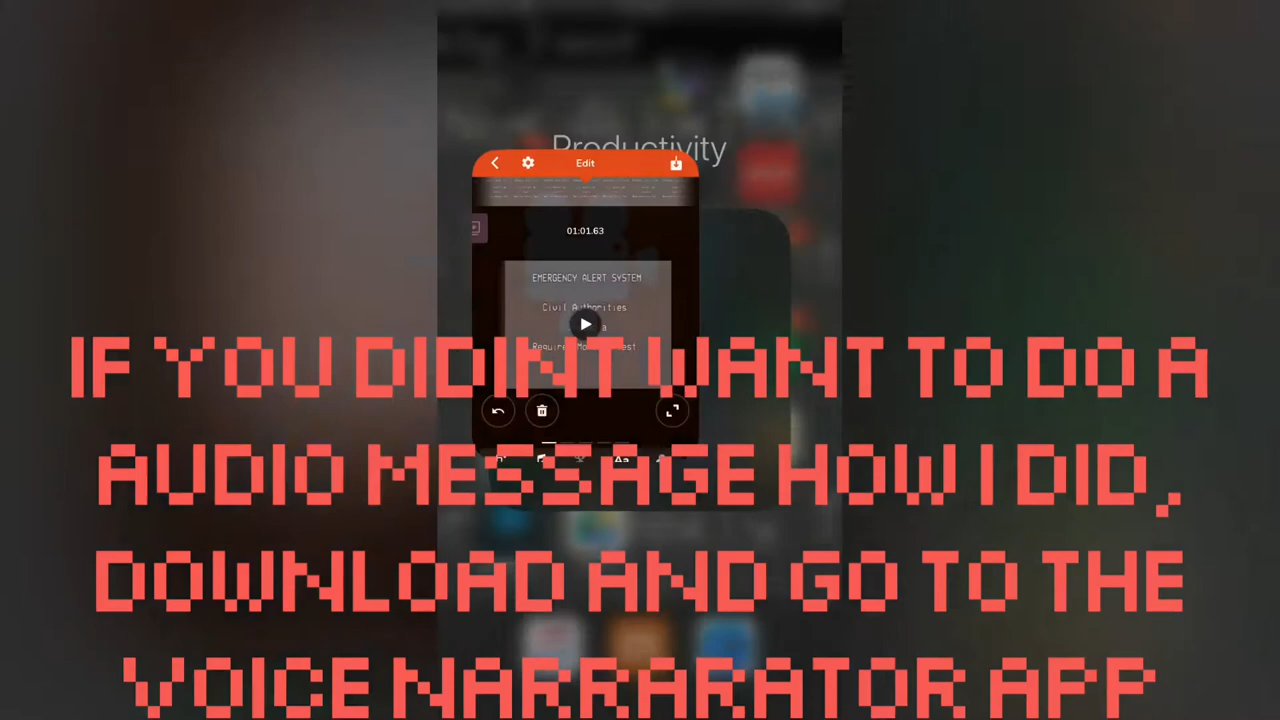 Productivity
Edit
01:01.63
EMERGENCY ALERT SYSTEM
Civil Authorities
a
IF YOU DIDINT WANT TO DO A
AUDIO MESSAGE HOW I DID,
Aa
DOWNLOAD AND GO TO THE
VOICE NARRARATOR APP